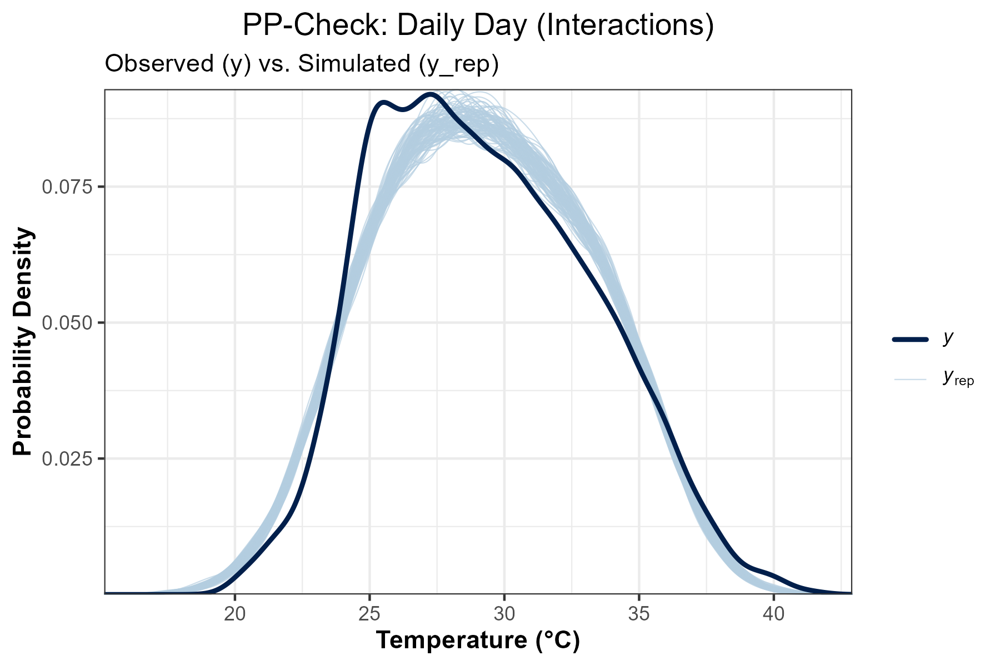 PP-Check: Daily Day (Interactions)
Observed (y) vs. Simulated (y_rep)
Probability Density
0.075
0.050
0.025
20 25 30 35 40
Temperature (°C)
y
y rep